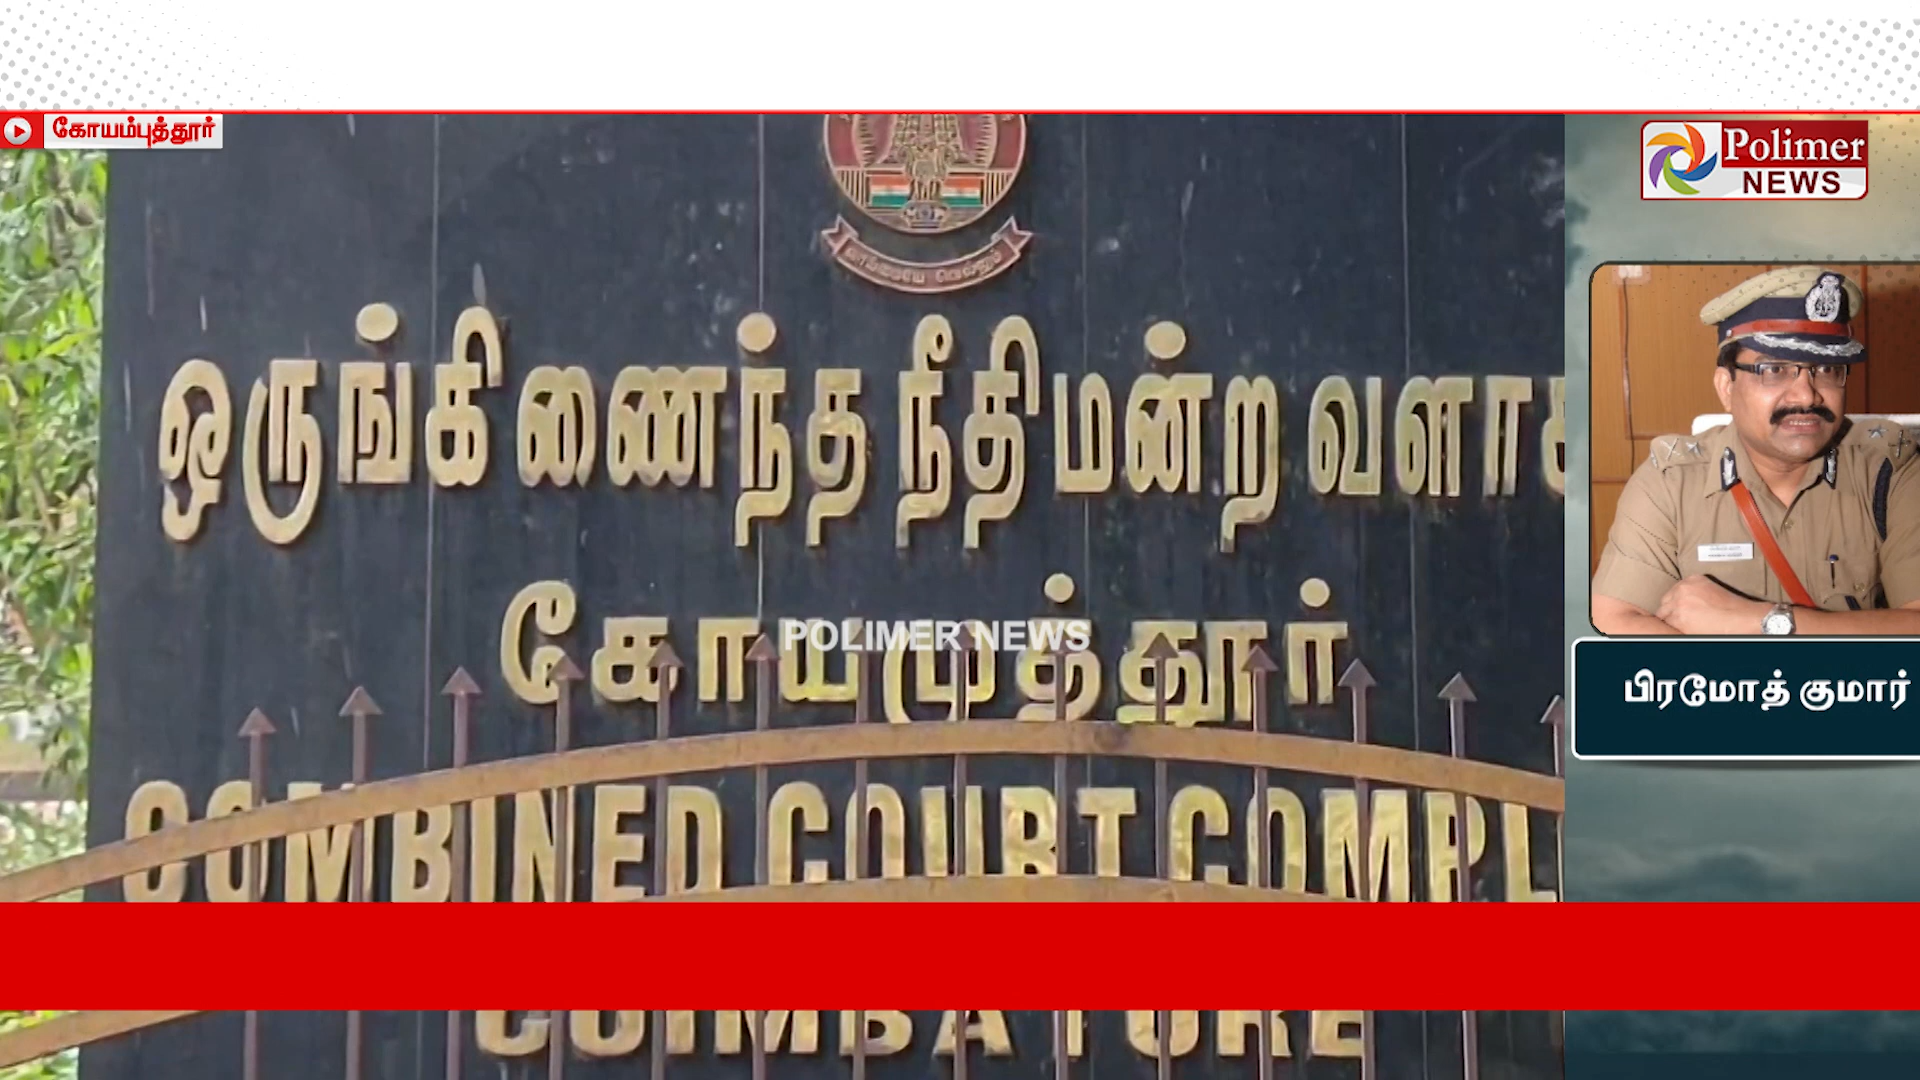 கோயம்புத்தூர்
Polimer
NEWS
ஒருங்கிணைந்த நீதிமன்ற வளாக
கோயமுத்தூர்
POLIMER NEWS
பிரமோத் குமார்
COMBINED COURT COMPL
COIMBATORE